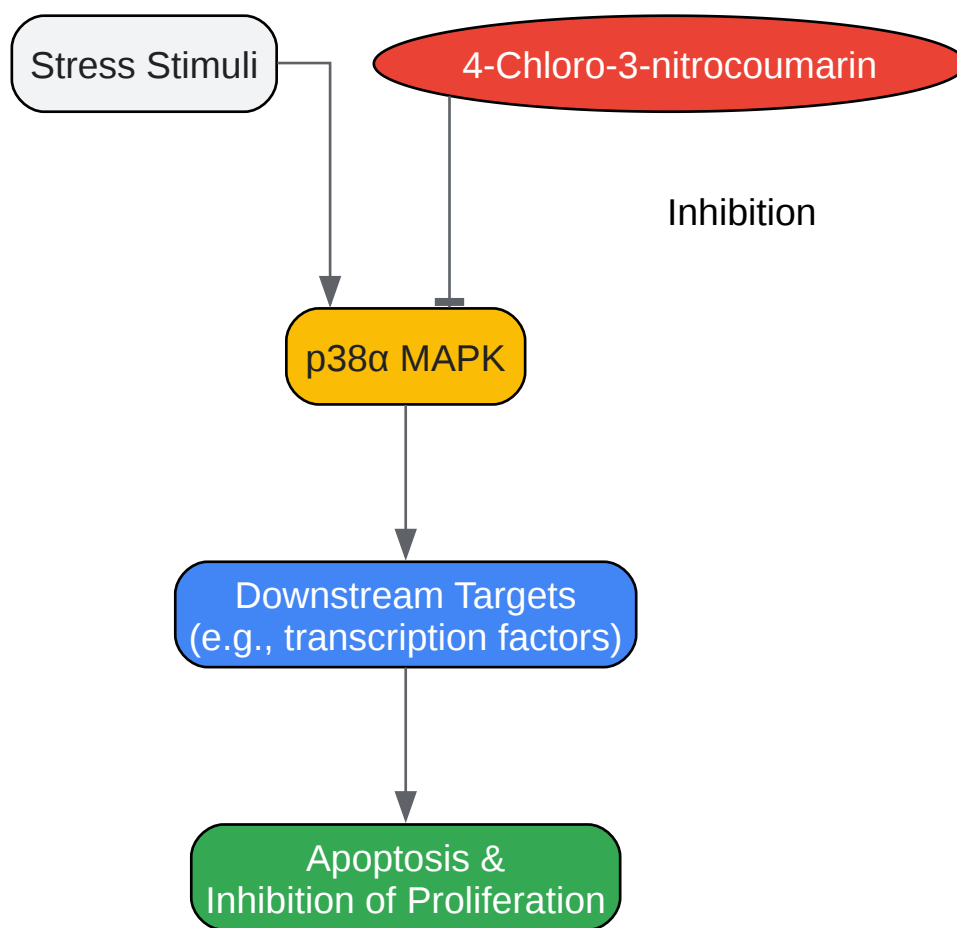 Stress Stimuli
4-Chloro-3-nitrocoumarin
Inhibition
p38α MAPK
Downstream Targets
(e.g., transcription factors)
Apoptosis &
Inhibition of Proliferation